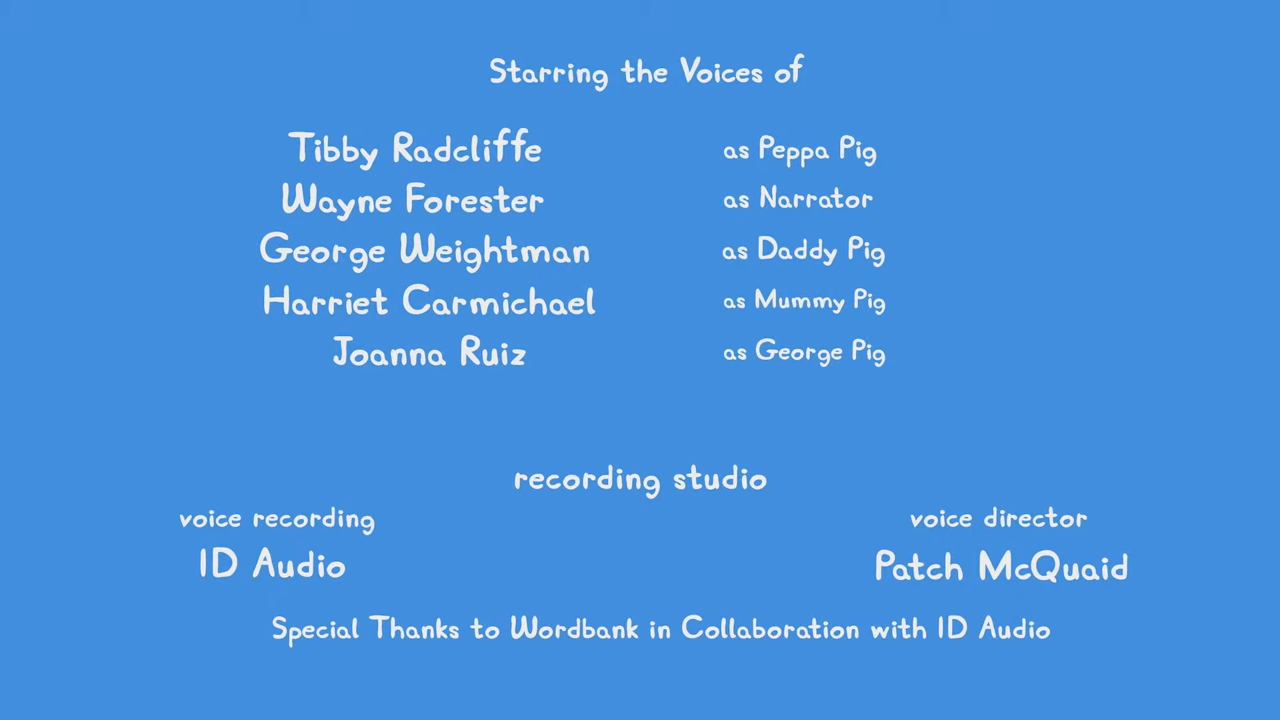 Starring the Voices of
Tibby Radcliffe as Peppa Pig
Wayne Forester as Narrator
George Weightman as Daddy Pig
Harriet Carmichael as Mummy Pig
Joanna Ruiz as George Pig
recording studio
voice recording voice director
ID Audio Patch McQuaid
Special Thanks to Wordbank in Collaboration with ID Audio